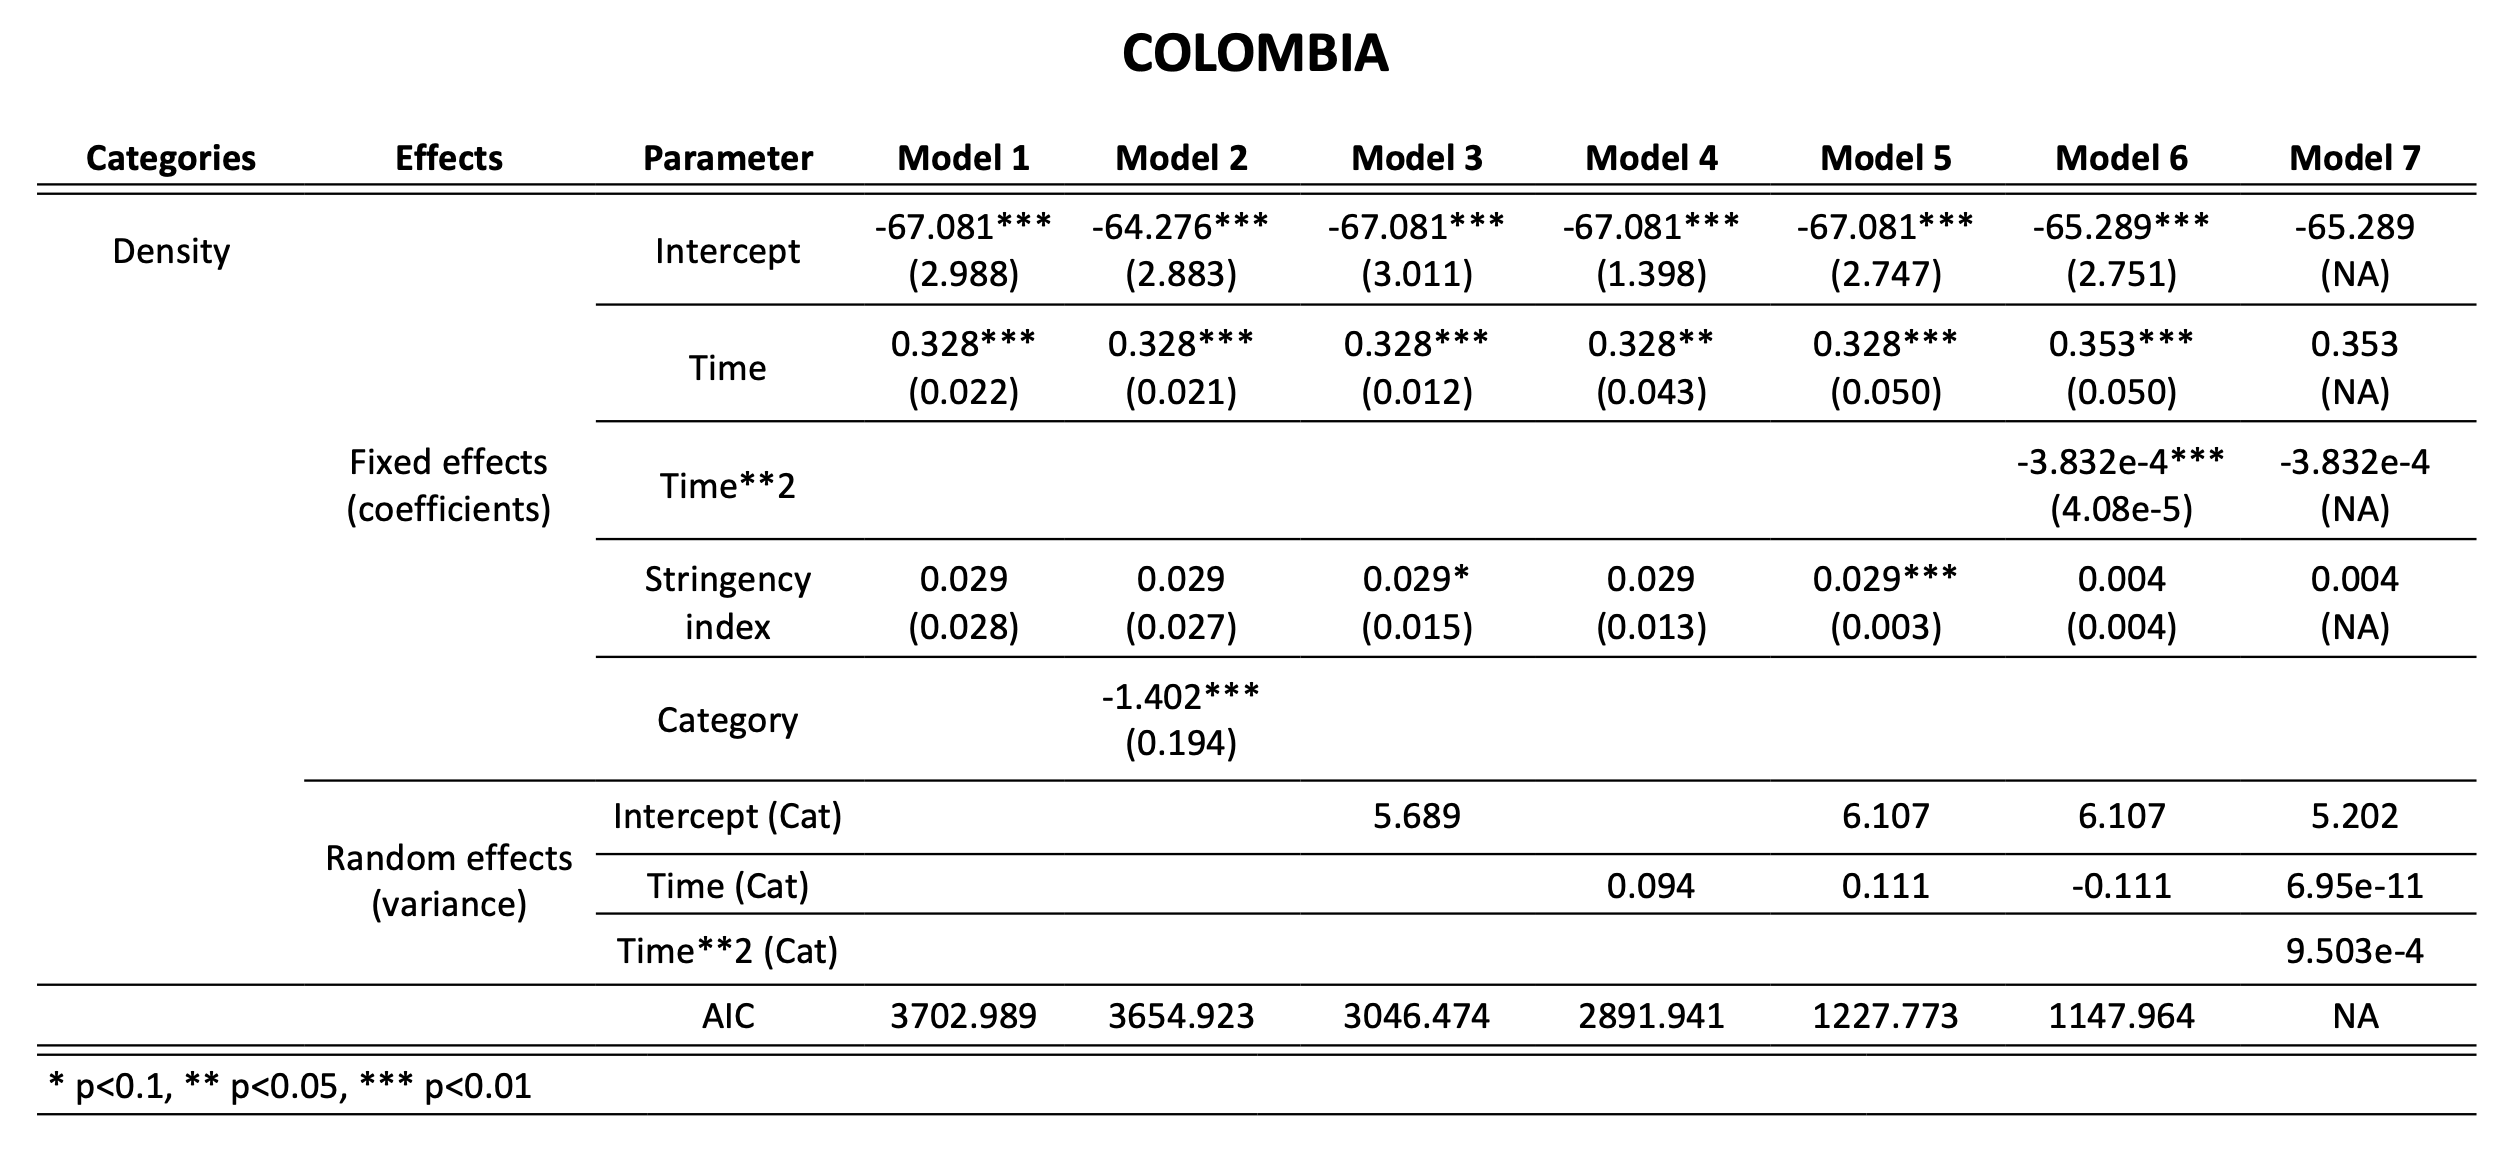 COLOMBIA
Categories Effects Parameter Model 1 Model 2 Model 3 Model 4 Model 5 Model 6 Model 7
Density Intercept -67.081*** -64.276*** -67.081*** -67.081*** -67.081*** -65.289*** -65.289
(2.988) (2.883) (3.011) (1.398) (2.747) (2.751) (NA)
Time 0.328*** 0.328*** 0.328*** 0.328** 0.328*** 0.353*** 0.353
(0.022) (0.021) (0.012) (0.043) (0.050) (0.050) (NA)
Fixed effects
(coefficients)
Time**2 -3.832e-4*** -3.832e-4
(4.08e-5) (NA)
Stringency
index
0.029 0.029 0.029* 0.029 0.029*** 0.004 0.004
(0.028) (0.027) (0.015) (0.013) (0.003) (0.004) (NA)
Category -1.402***
(0.194)
Random effects
(variance)
Intercept (Cat) 5.689 6.107 6.107 5.202
Time (Cat) 0.094 0.111 -0.111 6.95e-11
Time**2 (Cat) 9.503e-4
AIC 3702.989 3654.923 3046.474 2891.941 1227.773 1147.964 NA
* p<0.1, ** p<0.05, *** p<0.01